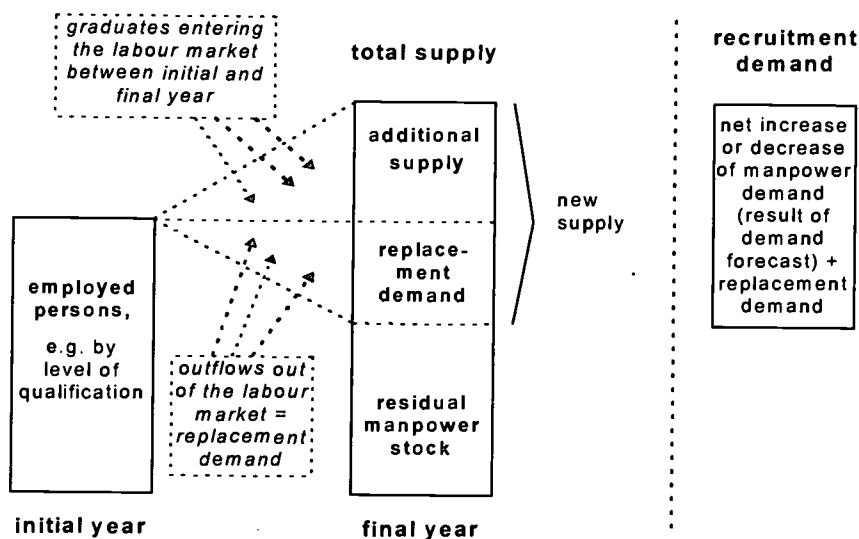 graduates entering
the labour market
between initial and
final year
total supply
recruitment
demand
additional
supply
new
supply
net increase
or decrease
of manpower
demand
(result of
demand
forecast) +
replacement
demand
employed
persons,
e.g. by
level of
qualification
replace-
ment
demand
outflows out
of the labour
market =
replacement
demand
residual
manpower
stock
initial year
final year